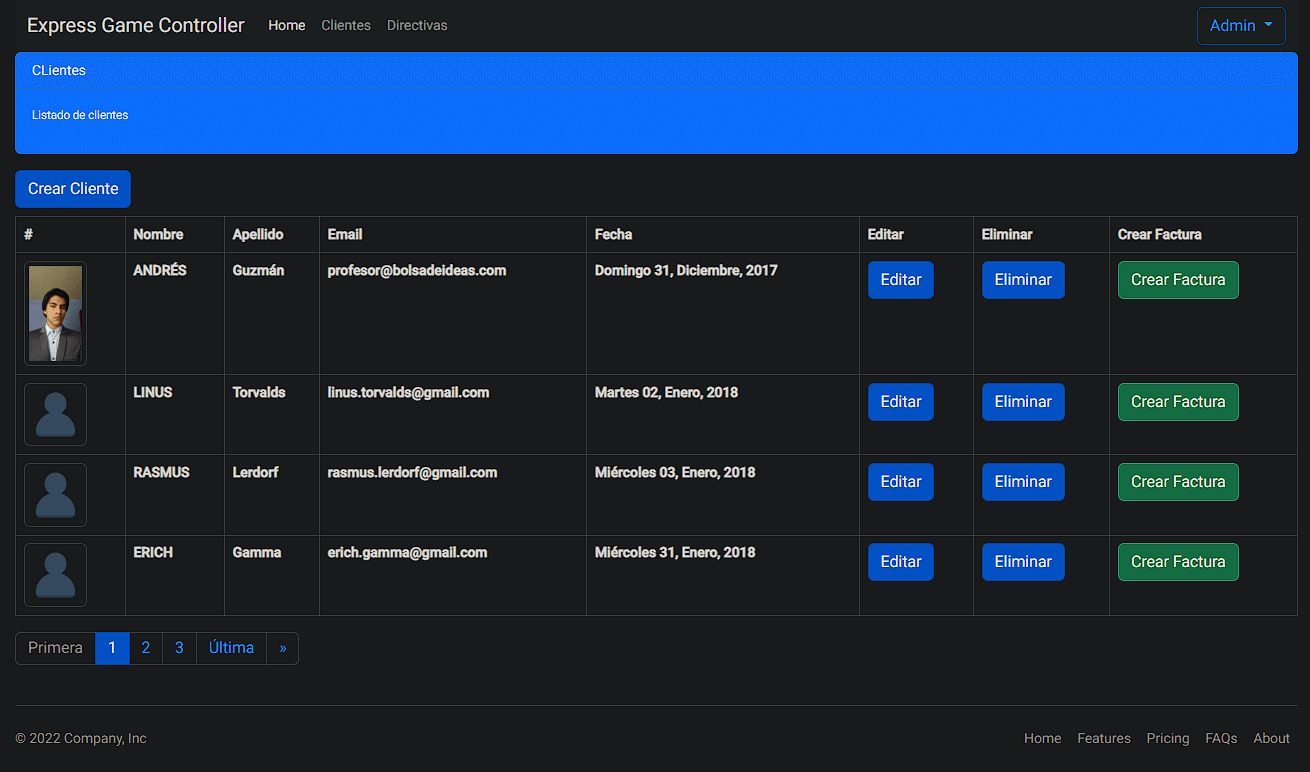 Express Game Controller Home Clientes Directivas Admin
CLientes
Listado de clientes
Crear Cliente
# Nombre Apellido Email Fecha Editar Eliminar Crear Factura
ANDRÉS Guzmán profesor@bolsadeideas.com Domingo 31, Diciembre, 2017 Editar Eliminar Crear Factura
LINUS Torvalds linus.torvalds@gmail.com Martes 02, Enero, 2018 Editar Eliminar Crear Factura
RASMUS Lerdorf rasmus.lerdorf@gmail.com Miércoles 03, Enero, 2018 Editar Eliminar Crear Factura
ERICH Gamma erich.gamma@gmail.com Miércoles 31, Enero, 2018 Editar Eliminar Crear Factura
Primera 1 2 3 Última »
© 2022 Company, Inc Home Features Pricing FAQs About